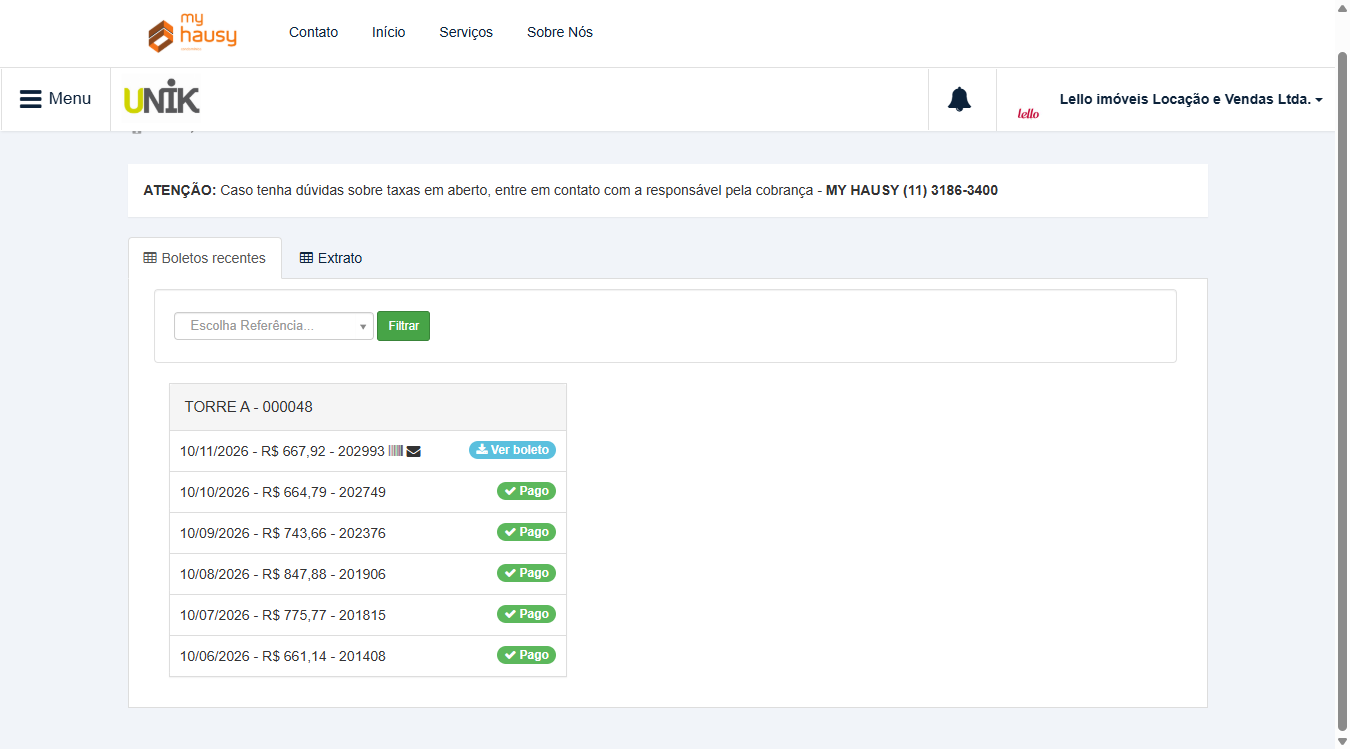 my
hausy
Contato
Início
Serviços
Sobre Nós
Menu
UNIK
lello
Lello imóveis Locação e Vendas Ltda.
ATENÇÃO: Caso tenha dúvidas sobre taxas em aberto, entre em contato com a responsável pela cobrança - MY HAUSY (11) 3186-3400
Boletos recentes
Extrato
Escolha Referência...
Filtrar
TORRE A - 000048
10/11/2026 - R$ 667,92 - 202993 Ver boleto
10/10/2026 - R$ 664,79 - 202749 Pago
10/09/2026 - R$ 743,66 - 202376 Pago
10/08/2026 - R$ 847,88 - 201906 Pago
10/07/2026 - R$ 775,77 - 201815 Pago
10/06/2026 - R$ 661,14 - 201408 Pago